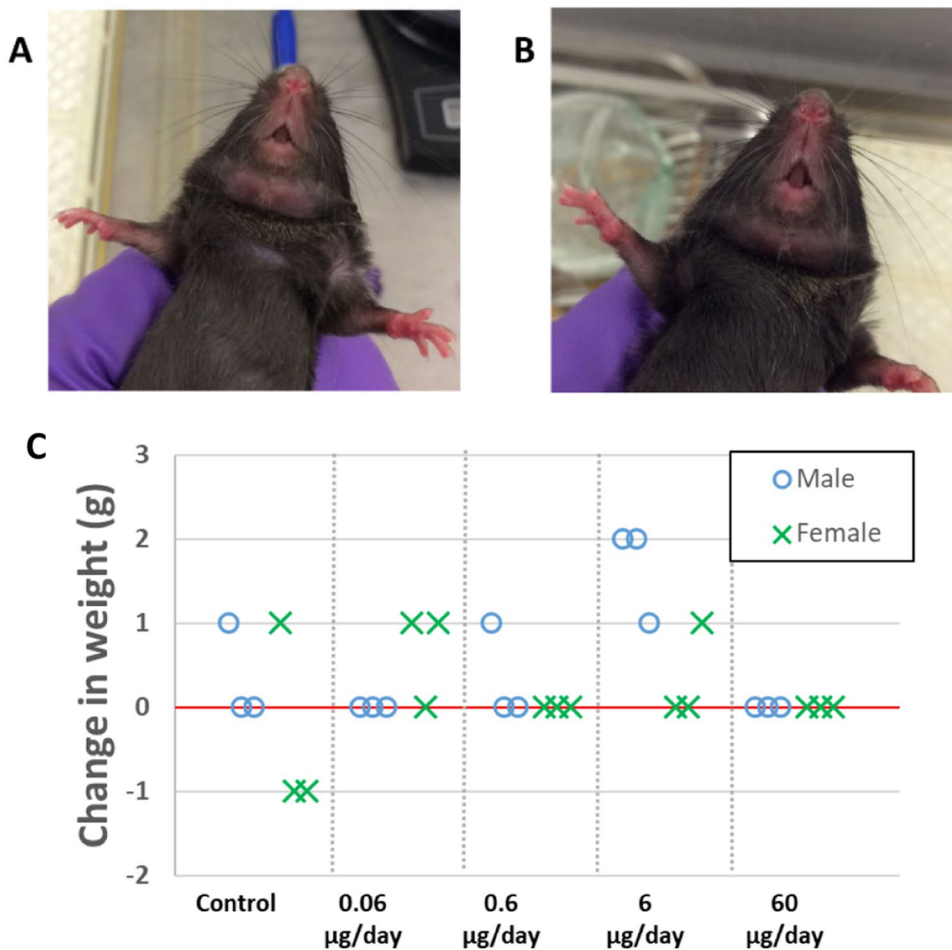 A
B
C
Change in weight (g)
3
2
1
0
-1
-2
Male
Female
Control
0.06
µg/day
0.6
µg/day
6
µg/day
60
µg/day